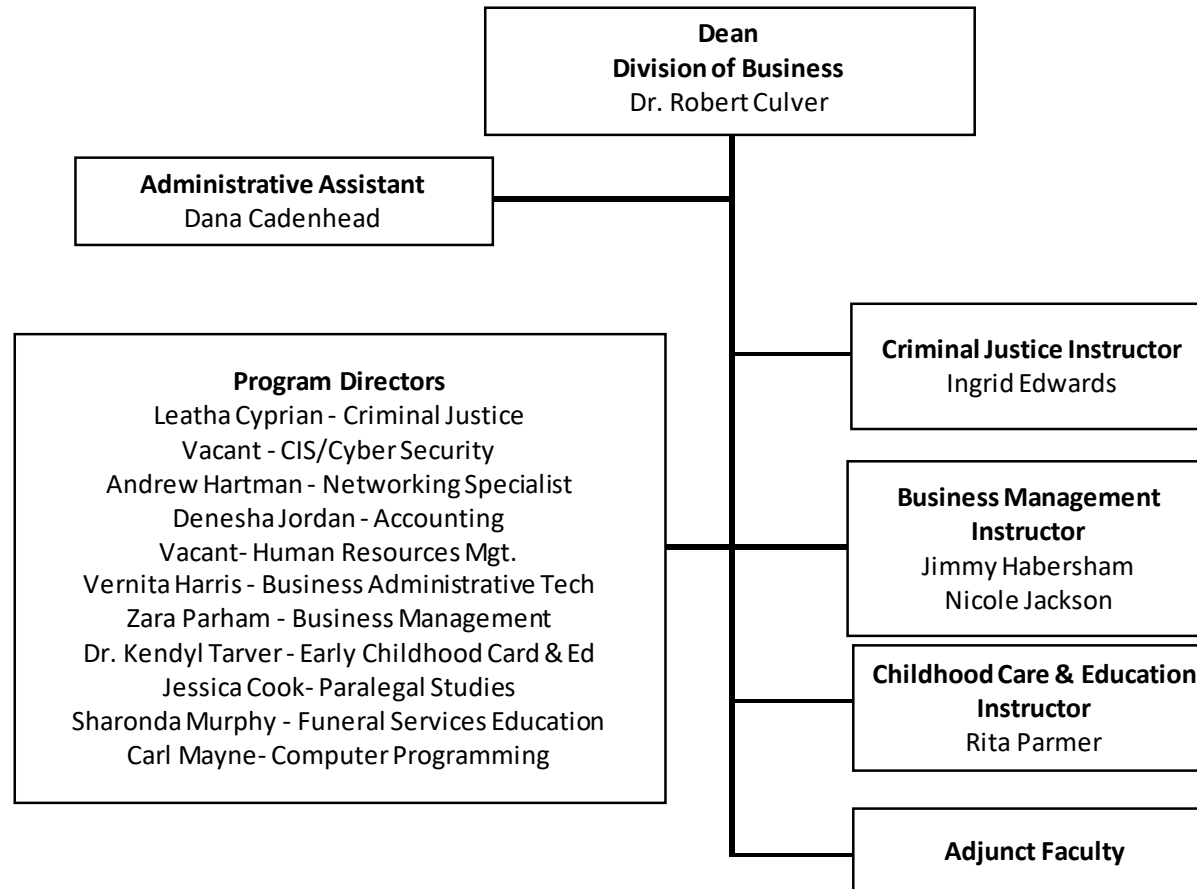 Dean
Division of Business
Dr. Robert Culver
Administrative Assistant
Dana Cadenhead
Program Directors
Leatha Cyprian - Criminal Justice
Vacant - CIS/Cyber Security
Andrew Hartman - Networking Specialist
Denesha Jordan - Accounting
Vacant- Human Resources Mgt.
Vernita Harris - Business Administrative Tech
Zara Parham - Business Management
Dr. Kendyl Tarver - Early Childhood Card & Ed
Jessica Cook- Paralegal Studies
Sharonda Murphy - Funeral Services Education
Carl Mayne- Computer Programming
Criminal Justice Instructor
Ingrid Edwards
Business Management
Instructor
Jimmy Habersham
Nicole Jackson
Childhood Care & Education
Instructor
Rita Parmer
Adjunct Faculty